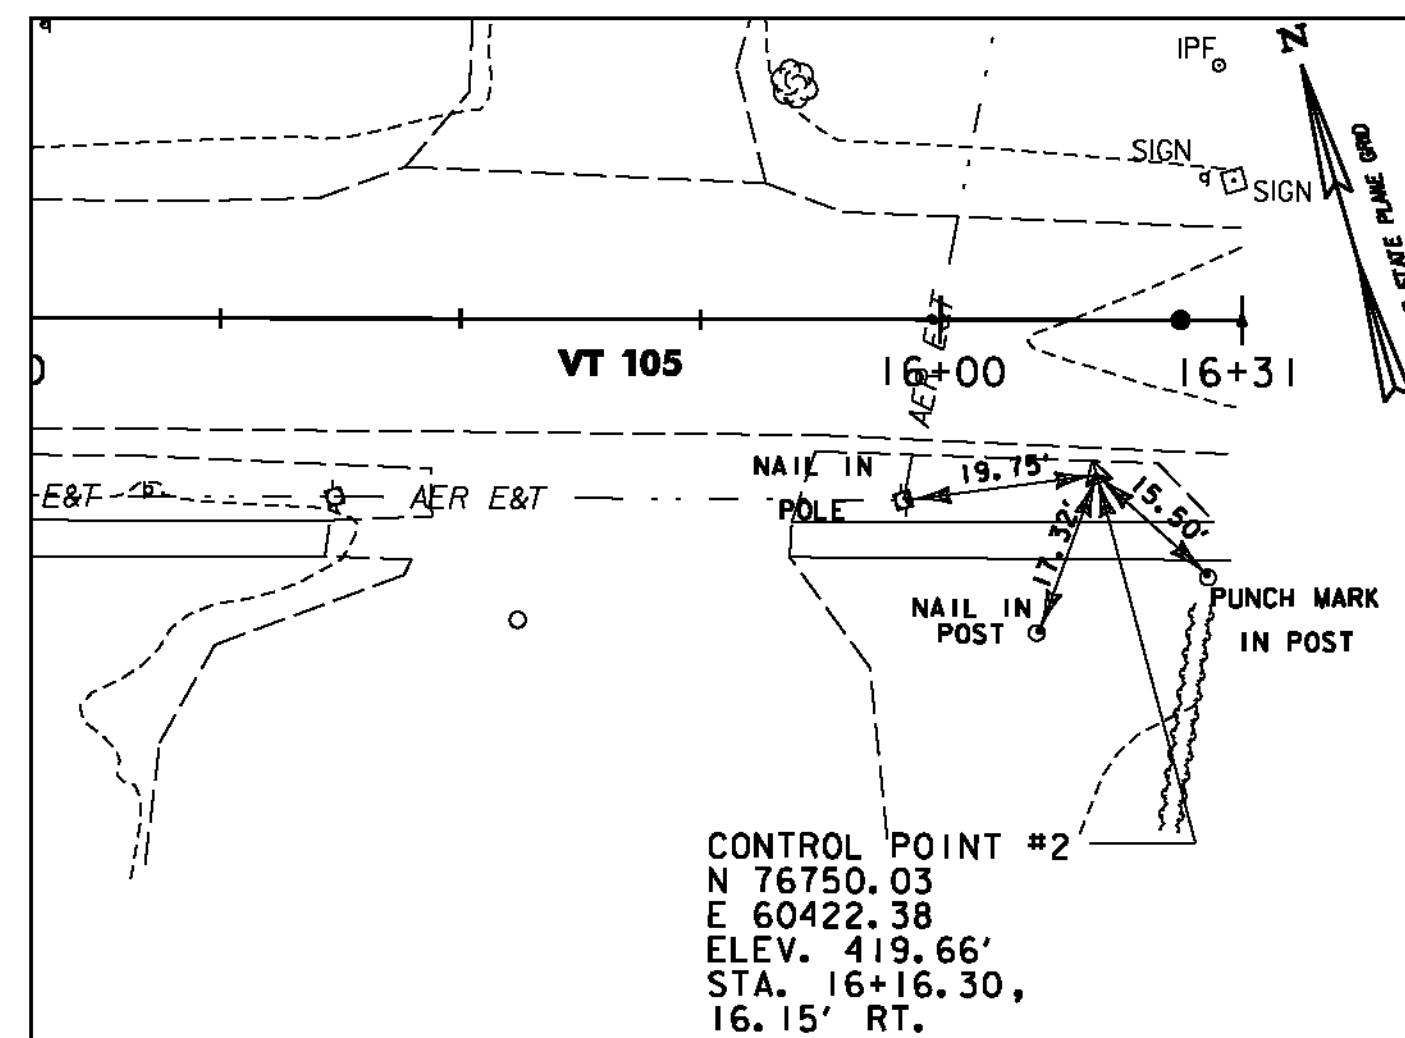 IPF
N
SIGN
SIGN
STATE PLANE GRID
AER E&T
VT 105
16+00
16+31
NAIL IN
POLE
19.75'
15.50'
17.32'
E&T
AER E&T
NAIL IN
POST
PUNCH MARK
IN POST
CONTROL POINT #2
N 76750.03
E 60422.38
ELEV. 419.66'
STA. 16+16.30,
16.15' RT.